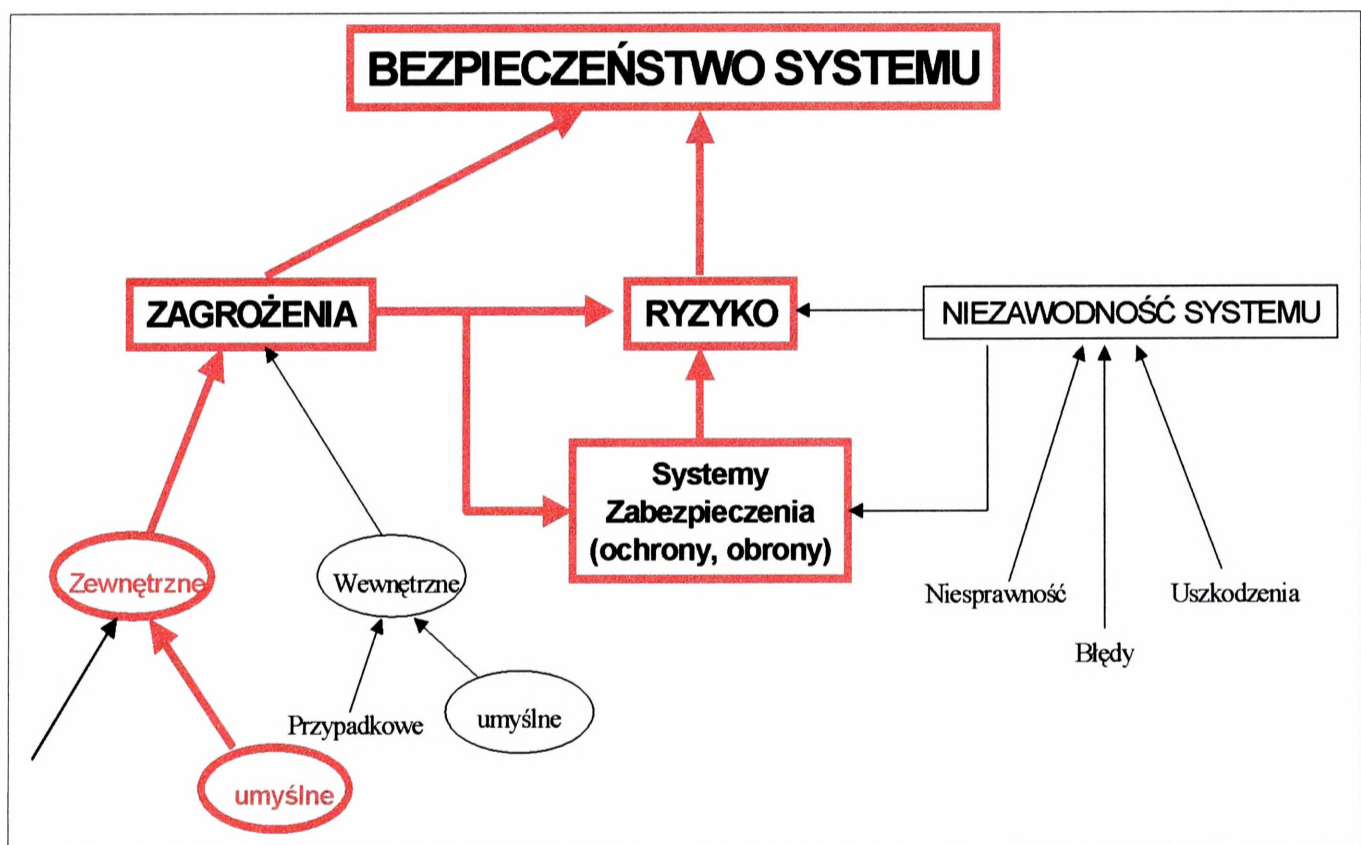 BEZPIECZEŃSTWO SYSTEMU
ZAGROŻENIA
RYZYKO
NIEZAWODNOŚĆ SYSTEMU
Systemy
Zabezpieczenia
(ochrony, obrony)
Zewnętrzne
Wewnętrzne
Niesprawność
Uszkodzenia
Błędy
Przypadkowe
umyślne
umyślne